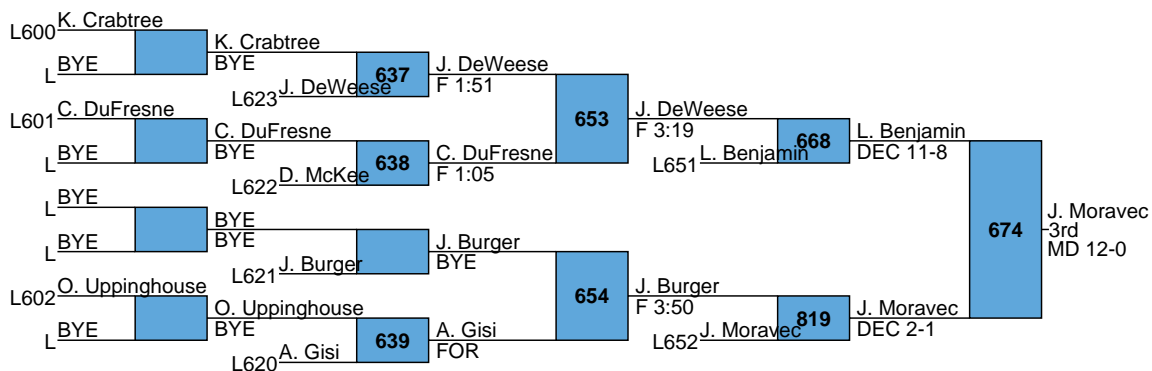 K. Crabtree
L600
K. Crabtree
BYE
BYE
L
637
J. DeWeese
F 1:51
J. DeWeese
L623
C. DuFresne
L601
653
J. DeWeese
F 3:19
C. DuFresne
BYE
BYE
L
638
C. DuFresne
F 1:05
668
L. Benjamin
DEC 11-8
L. Benjamin
L651
D. McKee
L622
BYE
L
BYE
BYE
BYE
L
J. Burger
BYE
J. Burger
L621
674
J. Moravec
3rd
MD 12-0
O. Uppinghouse
L602
654
J. Burger
F 3:50
O. Uppinghouse
BYE
BYE
L
639
A. Gisi
FOR
819
J. Moravec
DEC 2-1
J. Moravec
L652
A. Gisi
L620